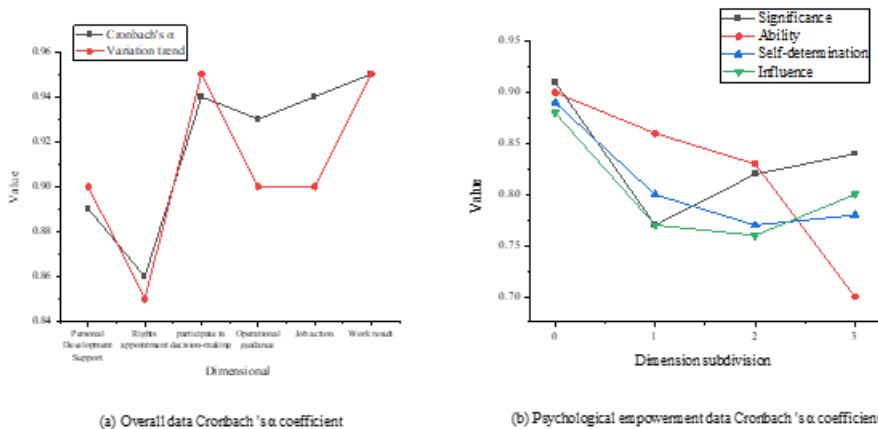 Cronbach's α
Variation trend
0.96
0.94
0.92
0.90
0.88
0.86
0.84
Value
Personal
Development
Support
Rights
appointment
participate in
decision-making
Operational
guidance
Job action
Work result
Dimensional
(a) Overall data Cronbach 's α coefficient
Significance
Ability
Self-determination
Influence
0.95
0.90
0.85
0.80
0.75
0.70
Value
0
1
2
3
Dimension subdivision
(b) Psychological empowerment data Cronbach 's α coefficient